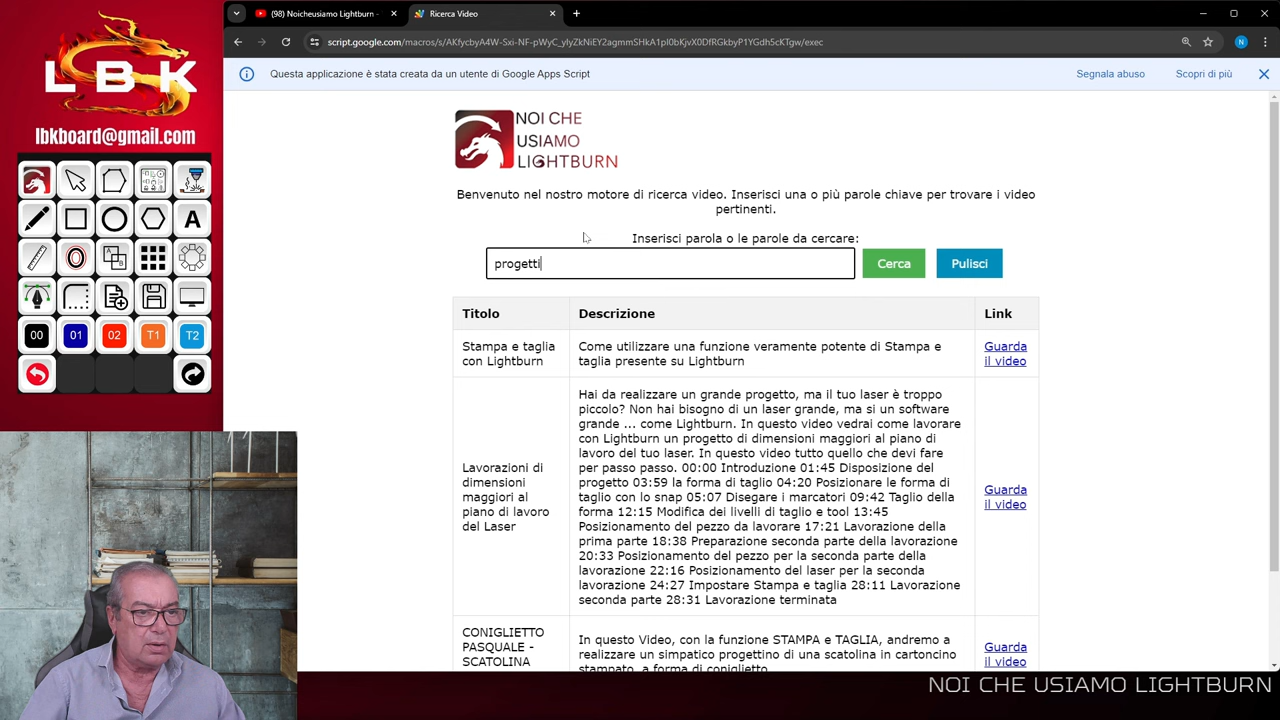 (98) Noicheusiamo Lightburn -
Ricerca Video
script.google.com/macros/s/
Questa applicazione è stata creata da un utente di Google Apps Script
Segnala abuso
Scopri di più
LBK
lbkboard@gmail.com
A
00
01
02
T1
T2
NOI CHE
USIAMO
LIGHTBURN
Benvenuto nel nostro motore di ricerca video. Inserisci una o più parole chiave per trovare i video
pertinenti.
Inserisci parola o le parole da cercare:
progetti
Cerca
Pulisci
Titolo
Descrizione
Link
Stampa e taglia
con Lightburn
Come utilizzare una funzione veramente potente di Stampa e
taglia presente su Lightburn
Guarda
il video
Lavorazioni di
dimensioni
maggiori al
piano di lavoro
del Laser
Hai da realizzare un grande progetto, ma il tuo laser è troppo
piccolo? Non hai bisogno di un laser grande, ma si un software
grande ... come Lightburn. In questo video vedrai come lavorare
con Lightburn un progetto di dimensioni maggiori al piano di
lavoro del tuo laser. In questo video tutto quello che devi fare
per passo passo. 00:00 Introduzione 01:45 Disposizione del
progetto 03:59 la forma di taglio 04:20 Posizionare le forma di
taglio con lo snap 05:07 Disegare i marcatori 09:42 Taglio della
forma 12:15 Modifica dei livelli di taglio e tool 13:45
Posizionamento del pezzo da lavorare 17:21 Lavorazione della
prima parte 18:38 Preparazione seconda parte della lavorazione
20:33 Posizionamento del pezzo per la seconda parte della
lavorazione 22:16 Posizionamento del laser per la seconda
lavorazione 24:27 Impostare Stampa e taglia 28:11 Lavorazione
seconda parte 28:31 Lavorazione terminata
Guarda
il video
CONIGLIETTO
PASQUALE -
SCATOLINA
In questo Video, con la funzione STAMPA e TAGLIA, andremo a
realizzare un simpatico progettino di una scatolina in cartoncino
stampato, a forma di coniglietto
Guarda
il video
NOI CHE USIAMO LIGHTBURN